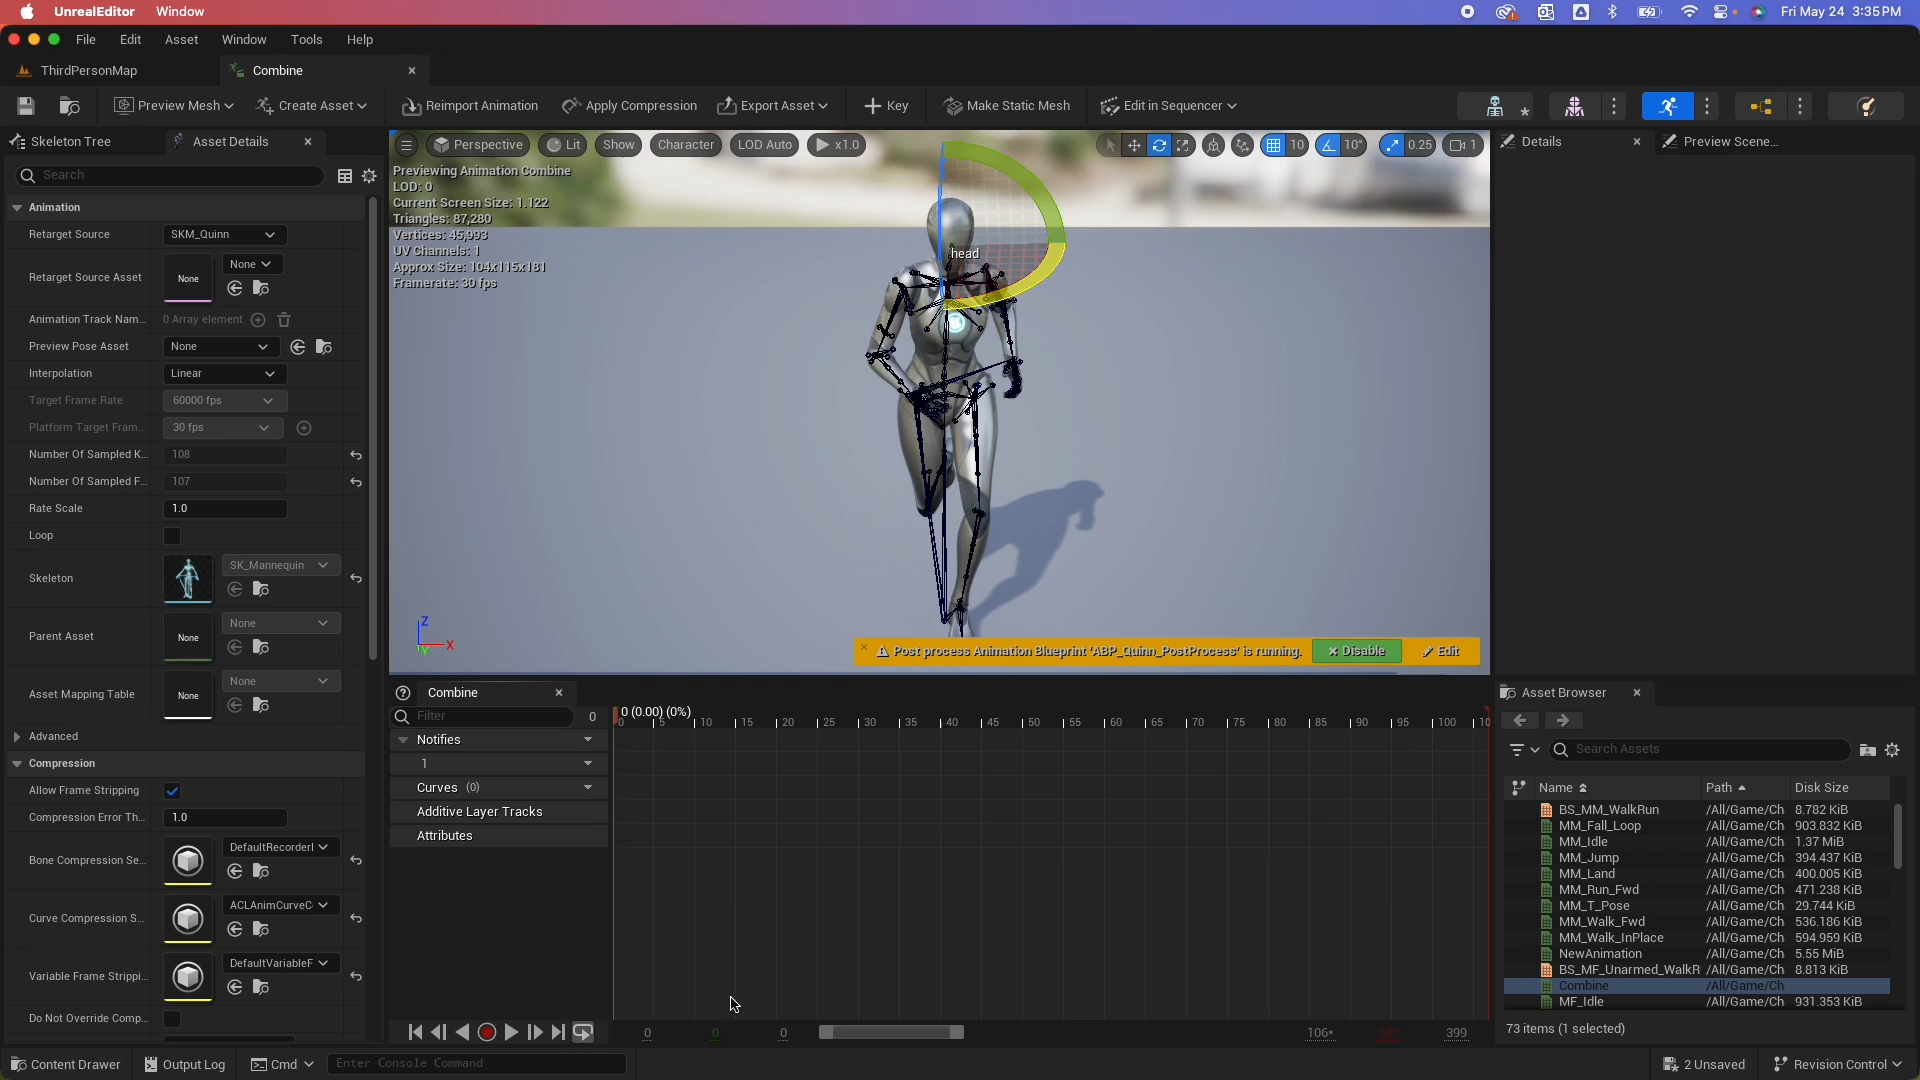 UnrealEditor Window
Fri May 24 3:35 PM
File Edit Asset Window Tools Help
ThirdPersonMap
Combine
Preview Mesh
Create Asset
Reimport Animation
Apply Compression
Export Asset
Key
Make Static Mesh
Edit in Sequencer
Skeleton Tree
Asset Details
Search
Animation
Retarget Source
SKM_Quinn
Retarget Source Asset
None
None
Animation Track Nam...
0 Array element
Preview Pose Asset
None
Interpolation
Linear
Target Frame Rate
60000 fps
Platform Target Fram...
30 fps
Number Of Sampled K...
108
Number Of Sampled F...
107
Rate Scale
1.0
Loop
Skeleton
SK_Mannequin
Parent Asset
None
None
Asset Mapping Table
None
None
Advanced
Compression
Allow Frame Stripping
Compression Error Th...
1.0
Bone Compression Se...
DefaultRecorderI
Curve Compression S...
ACLAnimCurveC
Variable Frame Strippi...
DefaultVariableF
Do Not Override Comp...
Perspective
Lit
Show
Character
LOD Auto
x1.0
10
10°
0.25
1
Previewing Animation Combine
LOD: 0
Current Screen Size: 1.122
Triangles: 87,280
Vertices: 45,993
UV Channels: 1
Approx Size: 104x115x181
Framerate: 30 fps
head
Z
X
Y
Post process Animation Blueprint 'ABP_Quinn_PostProcess' is running.
Disable
Edit
Combine
Filter
0
0 (0.00) (0%)
0 5 10 15 20 25 30 35 40 45 50 55 60 65 70 75 80 85 90 95 100 10
Notifies
1
Curves (0)
Additive Layer Tracks
Attributes
0 0 0 106* 107 399
Details
Preview Scene...
Asset Browser
Search Assets
Name Path Disk Size
BS_MM_WalkRun /All/Game/Ch 8.782 KiB
MM_Fall_Loop /All/Game/Ch 903.832 KiB
MM_Idle /All/Game/Ch 1.37 MiB
MM_Jump /All/Game/Ch 394.437 KiB
MM_Land /All/Game/Ch 400.005 KiB
MM_Run_Fwd /All/Game/Ch 471.238 KiB
MM_T_Pose /All/Game/Ch 29.744 KiB
MM_Walk_Fwd /All/Game/Ch 536.186 KiB
MM_Walk_InPlace /All/Game/Ch 594.959 KiB
NewAnimation /All/Game/Ch 5.55 MiB
BS_MF_Unarmed_WalkR /All/Game/Ch 8.813 KiB
Combine /All/Game/Ch
MF_Idle /All/Game/Ch 931.353 KiB
73 items (1 selected)
Content Drawer
Output Log
Cmd
Enter Console Command
2 Unsaved
Revision Control